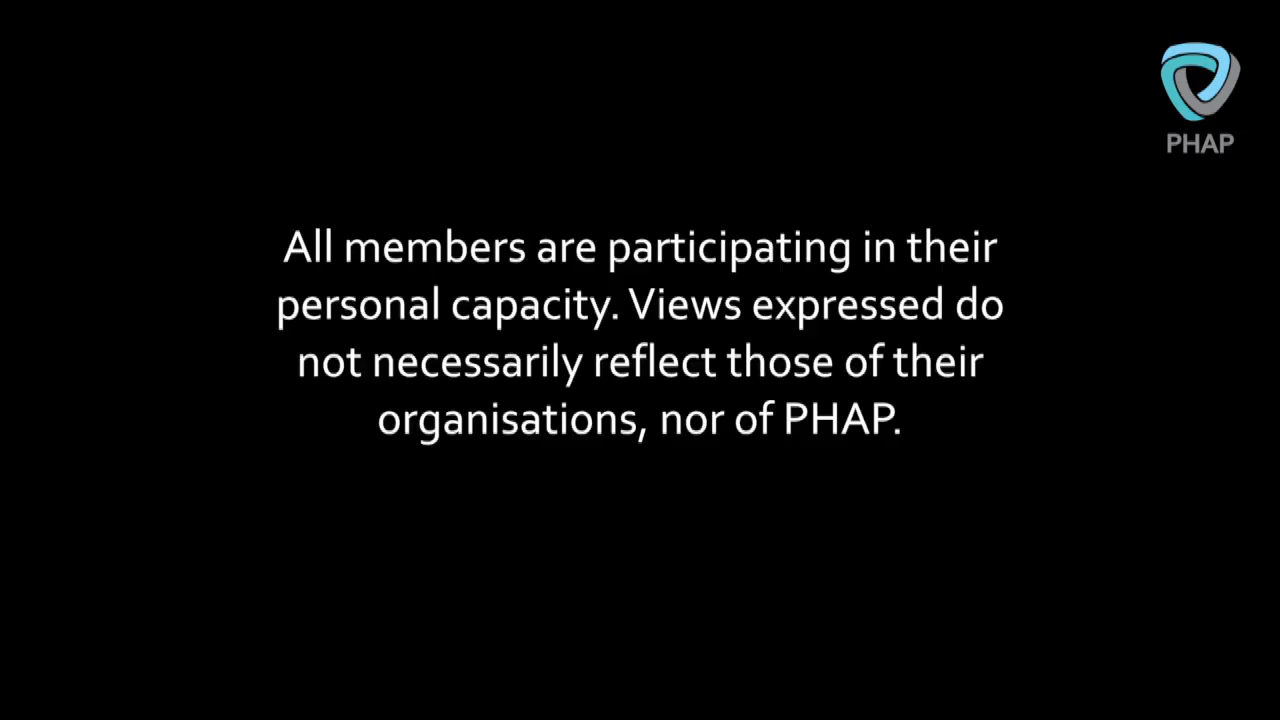 PHAP
All members are participating in their
personal capacity. Views expressed do
not necessarily reflect those of their
organisations, nor of PHAP.